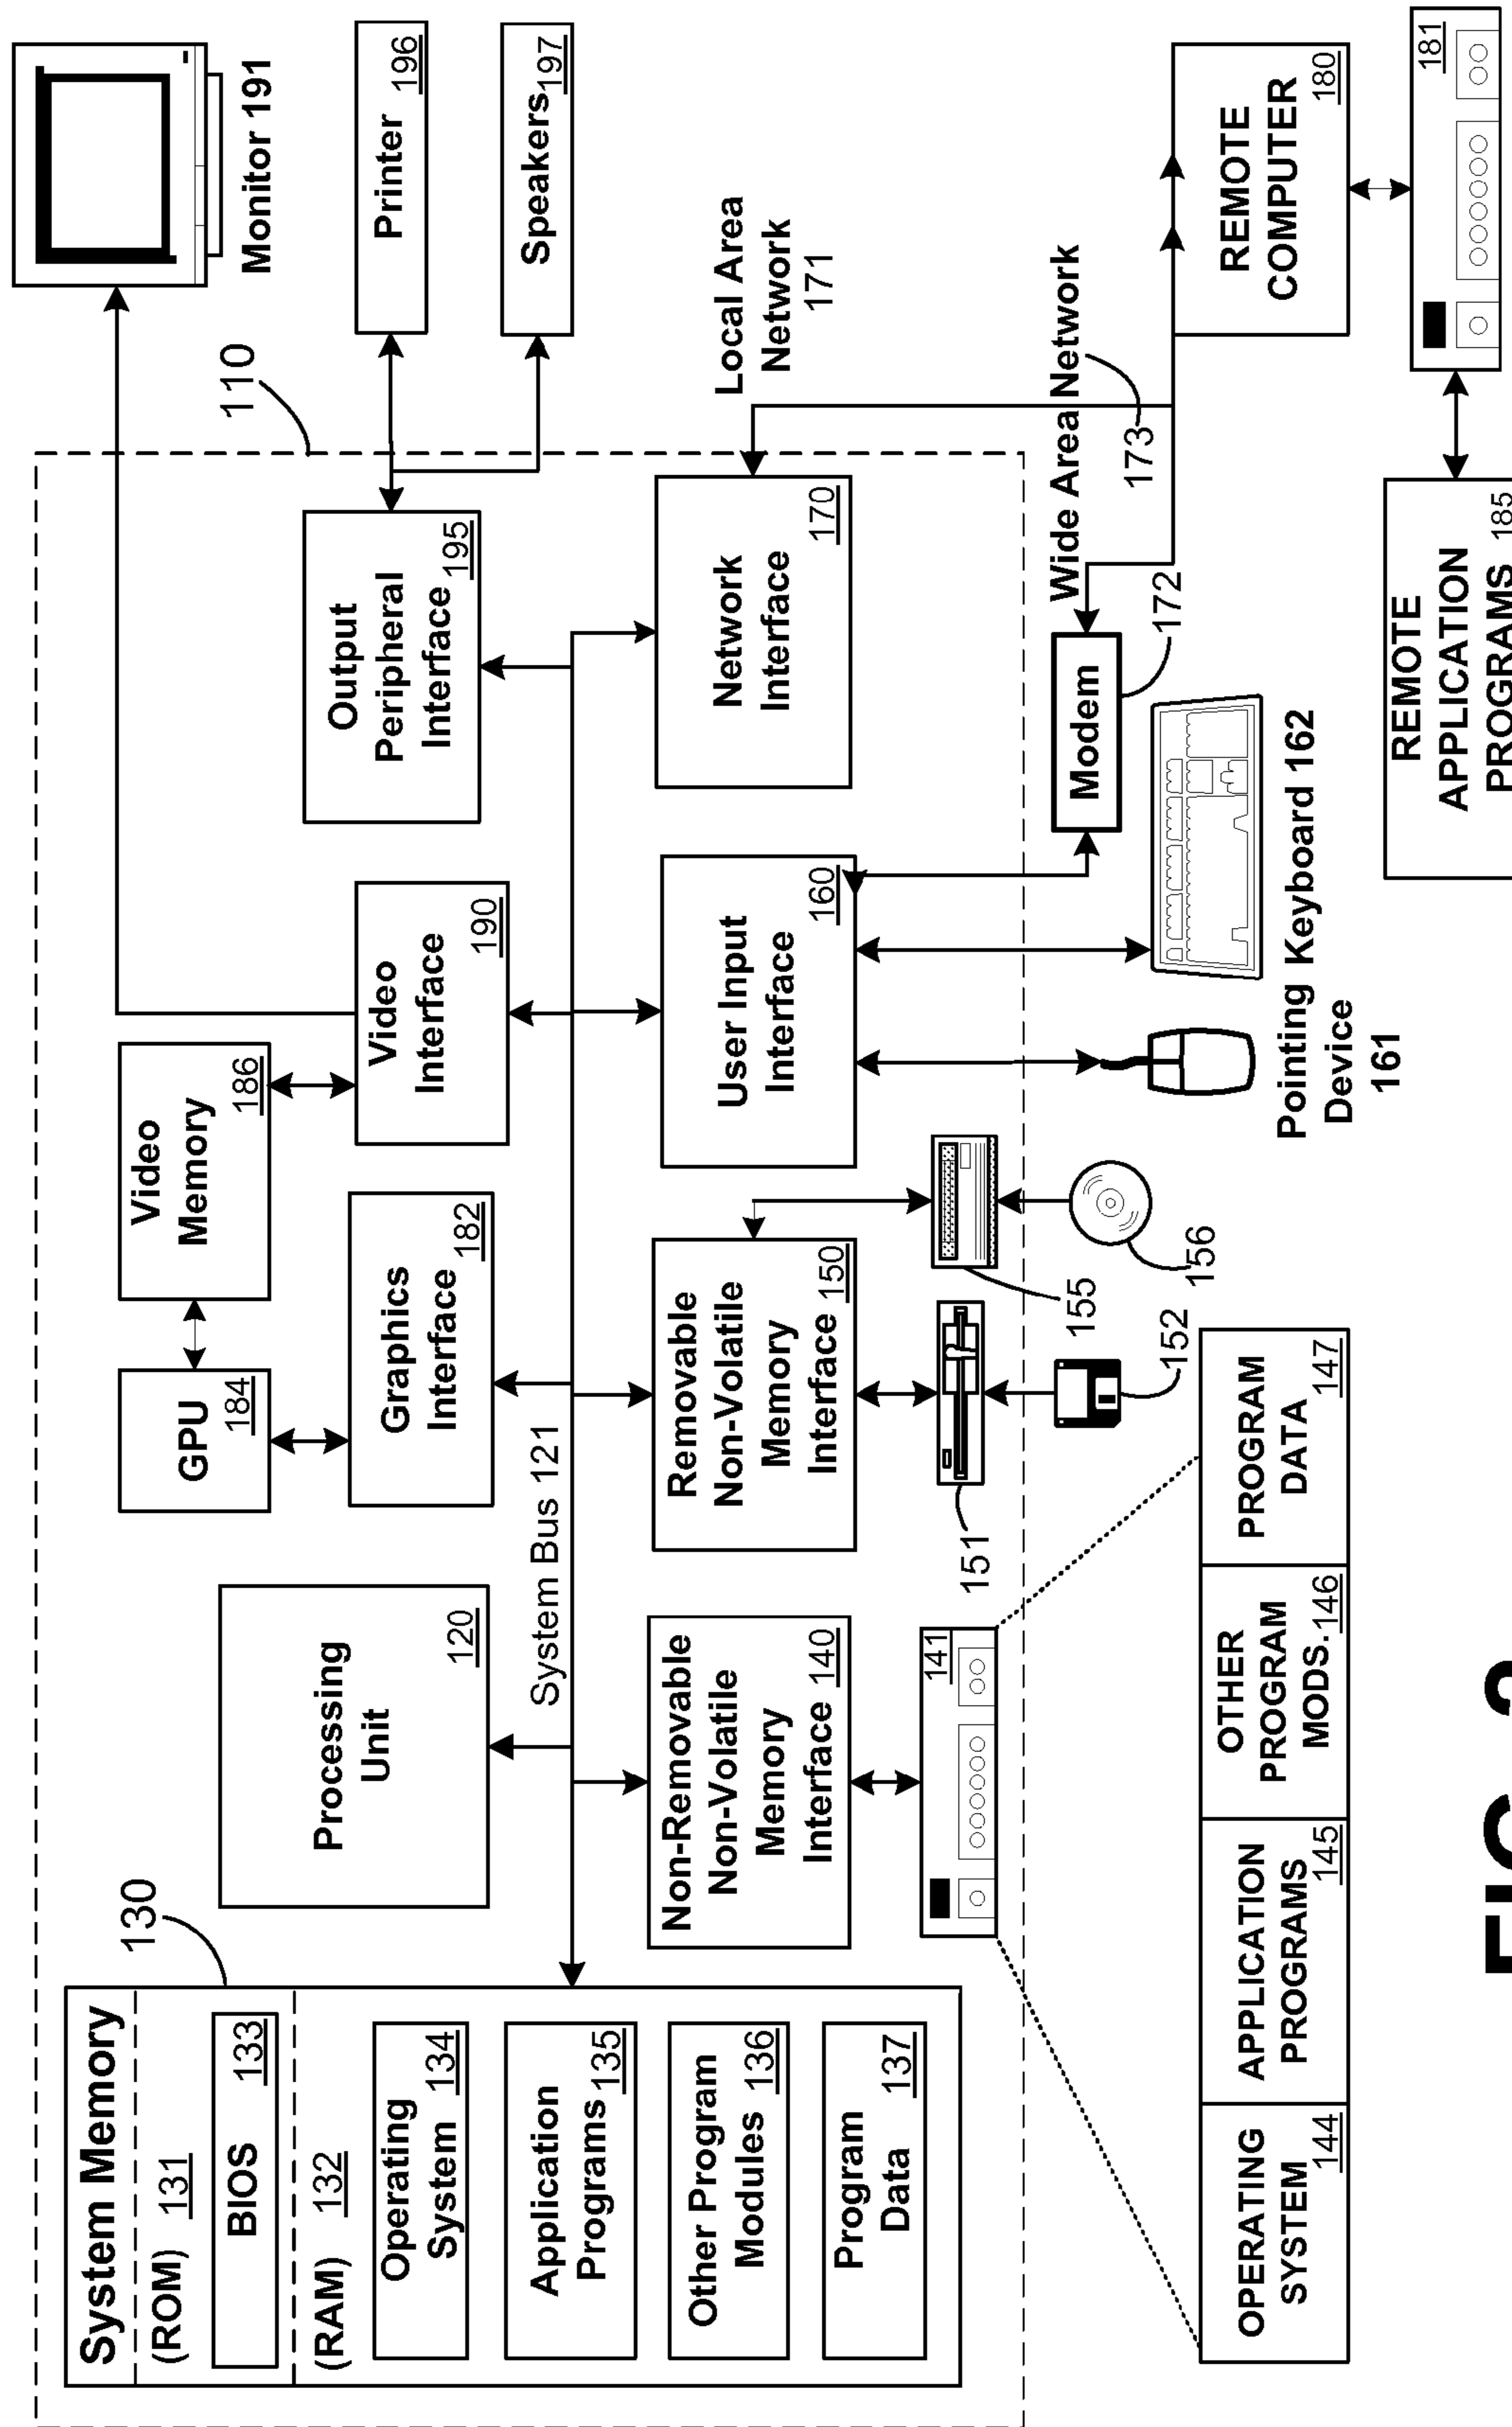 System Memory
(ROM) 131
BIOS 133
(RAM) 132
Operating
System 134
Application
Programs 135
Other Program
Modules 136
Program
Data 137
130
Processing
Unit
120
System Bus 121
GPU
184
Video
Memory
186
Graphics
Interface 182
Video
Interface
190
Output
Peripheral
Interface 195
110
Monitor 191
Printer 196
Speakers 197
Non-Removable
Non-Volatile
Memory
Interface 140
Removable
Non-Volatile
Memory
Interface 150
User Input
Interface
160
Network
Interface
170
Local Area
Network
171
141
151
155
152
156
Wide Area Network
173
Modem
172
Pointing
Device
161
Keyboard 162
REMOTE
COMPUTER
180
181
OPERATING
SYSTEM 144
APPLICATION
PROGRAMS 145
OTHER
PROGRAM
MODS. 146
PROGRAM
DATA 147
REMOTE
APPLICATION
PROGRAMS 185